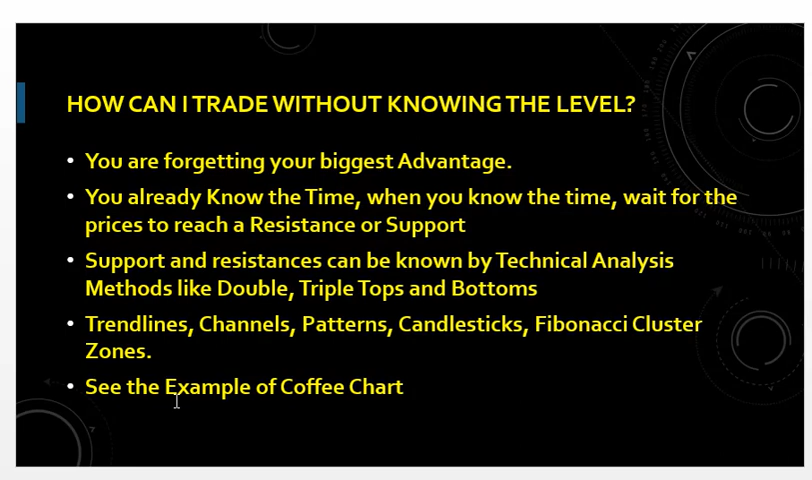 HOW CAN I TRADE WITHOUT KNOWING THE LEVEL?
• You are forgetting your biggest Advantage.
• You already Know the Time, when you know the time, wait for the
prices to reach a Resistance or Support
• Support and resistances can be known by Technical Analysis
Methods like Double, Triple Tops and Bottoms
• Trendlines, Channels, Patterns, Candlesticks, Fibonacci Cluster
Zones.
• See the Example of Coffee Chart